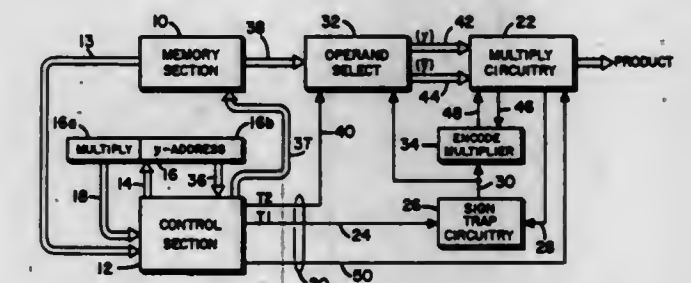 13
10
MEMORY SECTION
38
32
OPERAND SELECT
(y)
42
(y̅)
44
22
MULTIPLY CIRCUITRY
PRODUCT
16a
16b
MULTIPLY
y-ADDRESS
16
37
40
48
46
34
ENCODE MULTIPLIER
18
14
36
30
12
CONTROL SECTION
T2
T1
24
26
SIGN TRAP CIRCUITRY
28
50